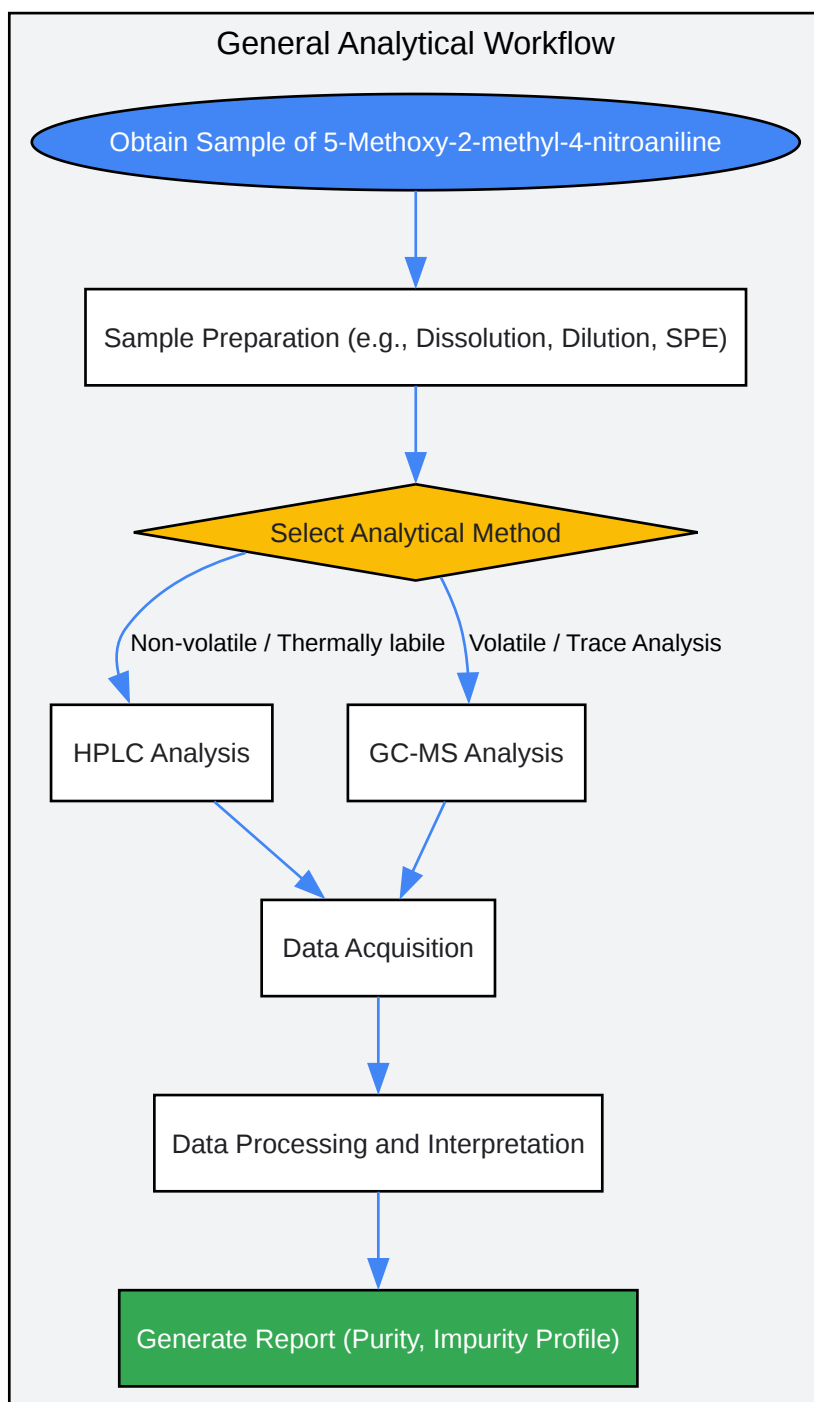 General Analytical Workflow
Obtain Sample of 5-Methoxy-2-methyl-4-nitroaniline
Sample Preparation (e.g., Dissolution, Dilution, SPE)
Select Analytical Method
Non-volatile / Thermally labile
Volatile / Trace Analysis
HPLC Analysis
GC-MS Analysis
Data Acquisition
Data Processing and Interpretation
Generate Report (Purity, Impurity Profile)